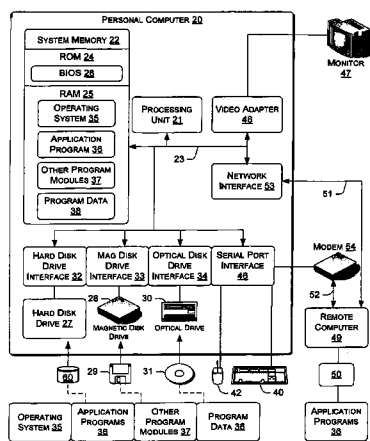 PERSONAL COMPUTER 20
SYSTEM MEMORY 22
ROM 24
BIOS 26
RAM 25
OPERATING
SYSTEM 35
APPLICATION
PROGRAM 36
OTHER PROGRAM
MODULES 37
PROGRAM DATA
38
PROCESSING
UNIT 21
VIDEO ADAPTER
48
MONITOR
47
23
NETWORK
INTERFACE 53
51
HARD DISK
DRIVE
INTERFACE 32
MAG DISK
DRIVE
INTERFACE 33
OPTICAL DISK
DRIVE
INTERFACE 34
SERIAL PORT
INTERFACE
46
MODEM 54
28
30
52
HARD DISK
DRIVE 27
MAGNETIC DISK
DRIVE
OPTICAL DRIVE
REMOTE
COMPUTER
49
60
29
31
42
40
50
OPERATING
SYSTEM 35
APPLICATION
PROGRAMS
36
OTHER
PROGRAM
MODULES 37
PROGRAM
DATA 38
APPLICATION
PROGRAMS 36